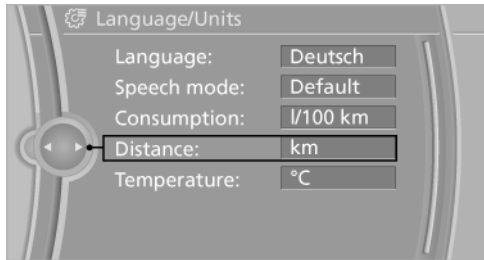 Language/Units
Language: Deutsch
Speech mode: Default
Consumption: l/100 km
Distance: km
Temperature: °C